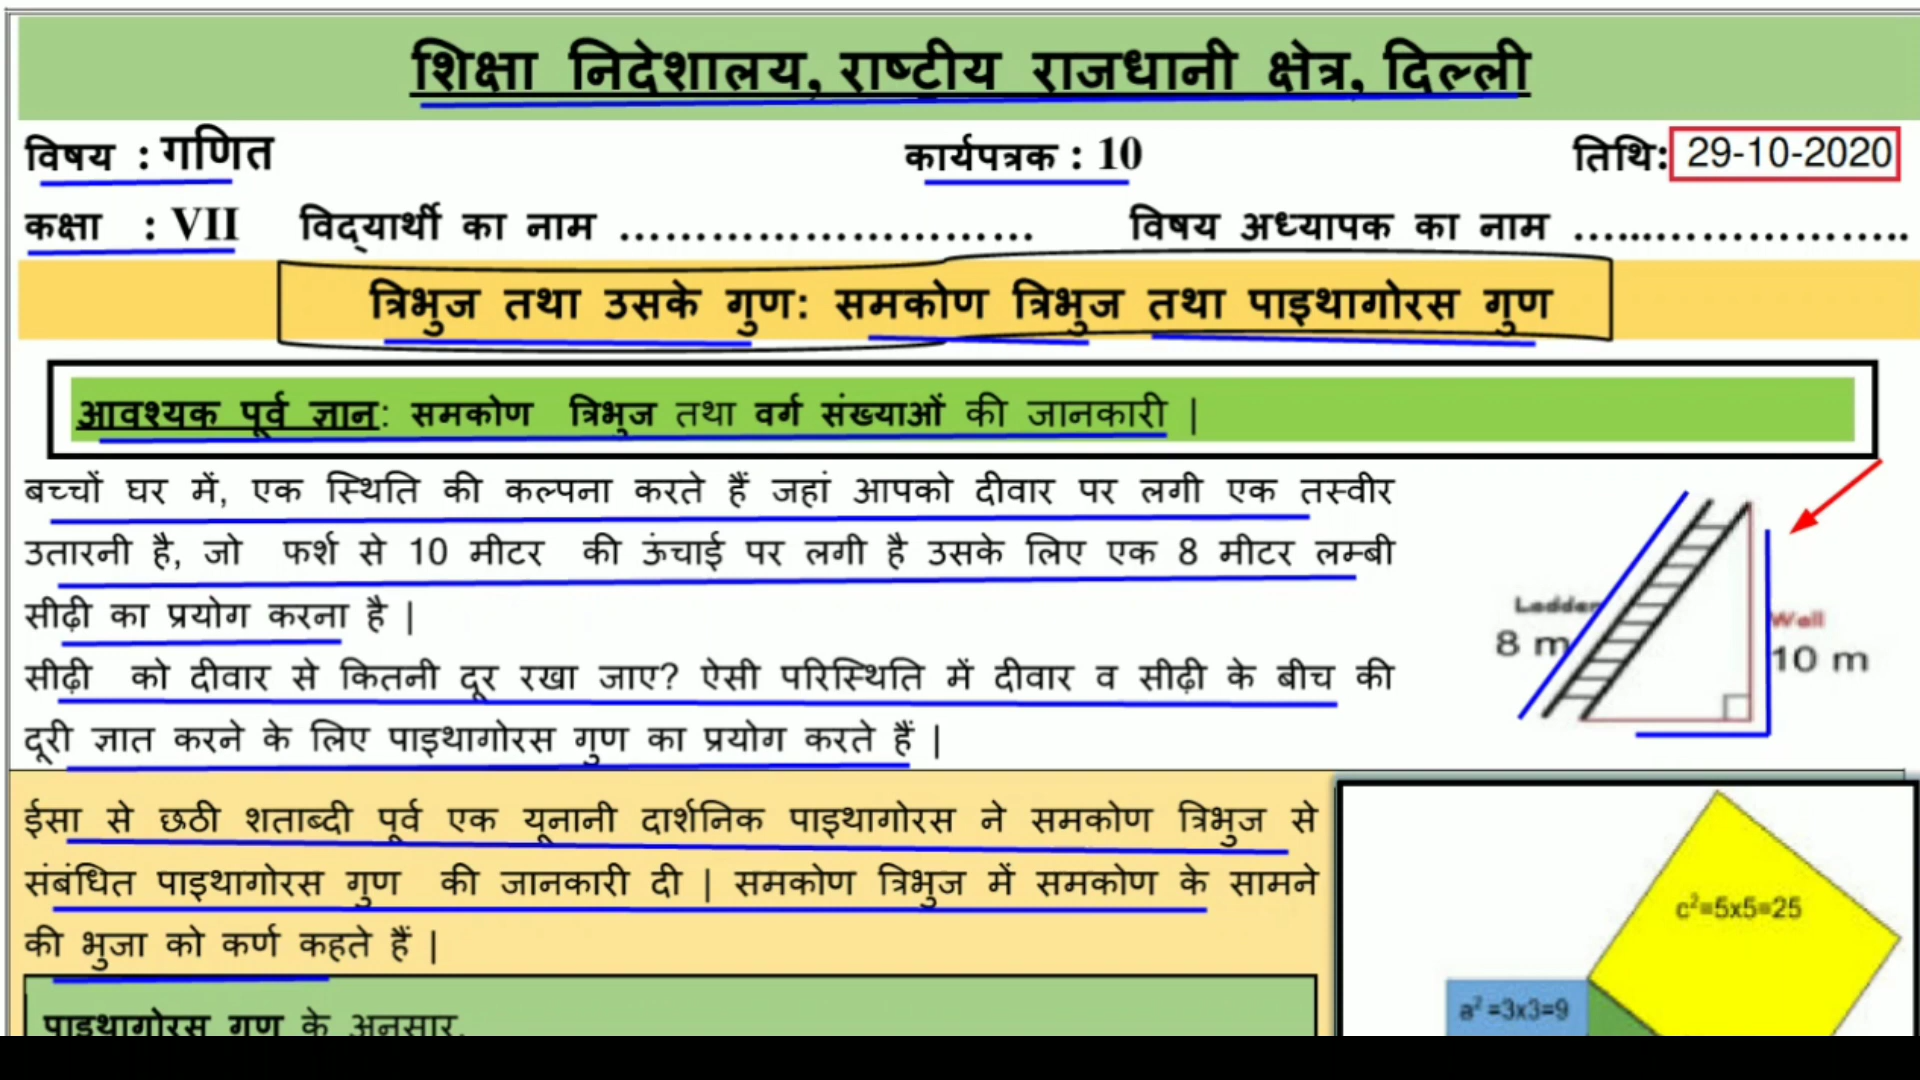 शिक्षा निदेशालय, राष्टीय राजधानी क्षेत्र, दिल्ली
विषय : गणित कार्यपत्रक : 10 तिथि: 29-10-2020
कक्षा : VII विद्यार्थी का नाम ………………………… विषय अध्यापक का नाम …...……………..
त्रिभुज तथा उसके गुण: समकोण त्रिभुज तथा पाइथागोरस गुण
आवश्यक पूर्व ज्ञान: समकोण त्रिभुज तथा वर्ग संख्याओं की जानकारी |
बच्चों घर में, एक स्थिति की कल्पना करते हैं जहां आपको दीवार पर लगी एक तस्वीर
उतारनी है, जो फर्श से 10 मीटर की ऊंचाई पर लगी है उसके लिए एक 8 मीटर लम्बी
सीढ़ी का प्रयोग करना है |
सीढ़ी को दीवार से कितनी दूर रखा जाए? ऐसी परिस्थिति में दीवार व सीढ़ी के बीच की
दूरी ज्ञात करने के लिए पाइथागोरस गुण का प्रयोग करते हैं |
Ladder
8 m
Wall
10 m
ईसा से छठी शताब्दी पूर्व एक यूनानी दार्शनिक पाइथागोरस ने समकोण त्रिभुज से
संबंधित पाइथागोरस गुण की जानकारी दी | समकोण त्रिभुज में समकोण के सामने
की भुजा को कर्ण कहते हैं |
पाइथागोरस गुण के अनुसार,
c²=5x5=25
a² =3x3=9